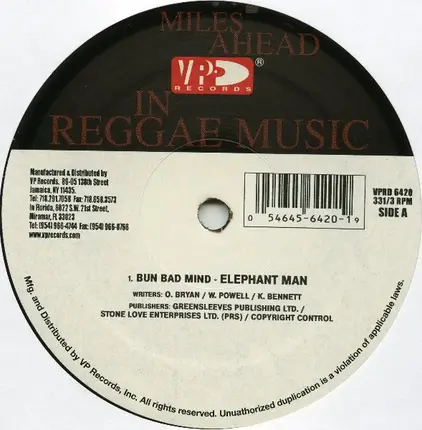 MILES
AHEAD
VP
®
RECORDS
IN
REGGAE MUSIC
Manufactured & Distributed by
VP Records, 89-05 138th Street
Jamaica, NY 11435.
Tel: 718.291.7058 Fax: 718.658.3573
In Florida, 6022 S.W. 21st Street,
Miramar, Fl 33023
Tel: (954) 966-4744 Fax: (954) 966-8766
www.vprecords.com
0 54645-6420-1 9
VPRD 6420
331/3 RPM
SIDE A
1. BUN BAD MIND - ELEPHANT MAN
WRITERS: O. BRYAN / W. POWELL / K. BENNETT
PUBLISHERS: GREENSLEEVES PUBLISHING LTD. /
STONE LOVE ENTERPRISES LTD. (PRS) / COPYRIGHT CONTROL
Mfg. and Distributed by VP Records, Inc. All rights reserved. Unauthorized duplication is a violation of applicable laws.